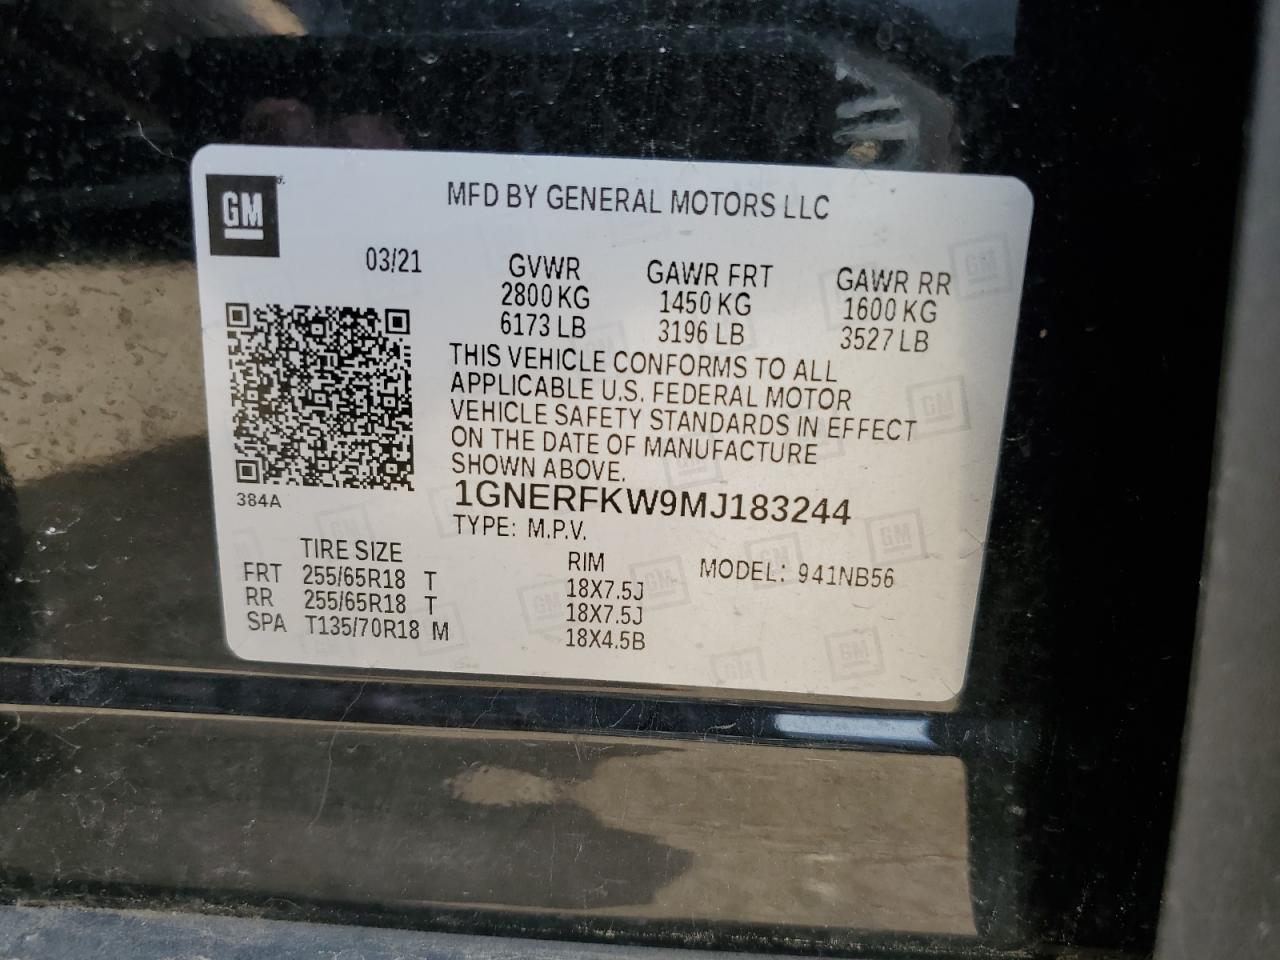 GM
MFD BY GENERAL MOTORS LLC
03/21
GVWR GAWR FRT GAWR RR
2800 KG 1450 KG 1600 KG
6173 LB 3196 LB 3527 LB
THIS VEHICLE CONFORMS TO ALL
APPLICABLE U.S. FEDERAL MOTOR
VEHICLE SAFETY STANDARDS IN EFFECT
ON THE DATE OF MANUFACTURE
SHOWN ABOVE.
384A
1GNERFKW9MJ183244
TYPE: M.P.V.
TIRE SIZE RIM MODEL: 941NB56
FRT 255/65R18 T 18X7.5J
RR 255/65R18 T 18X7.5J
SPA T135/70R18 M 18X4.5B